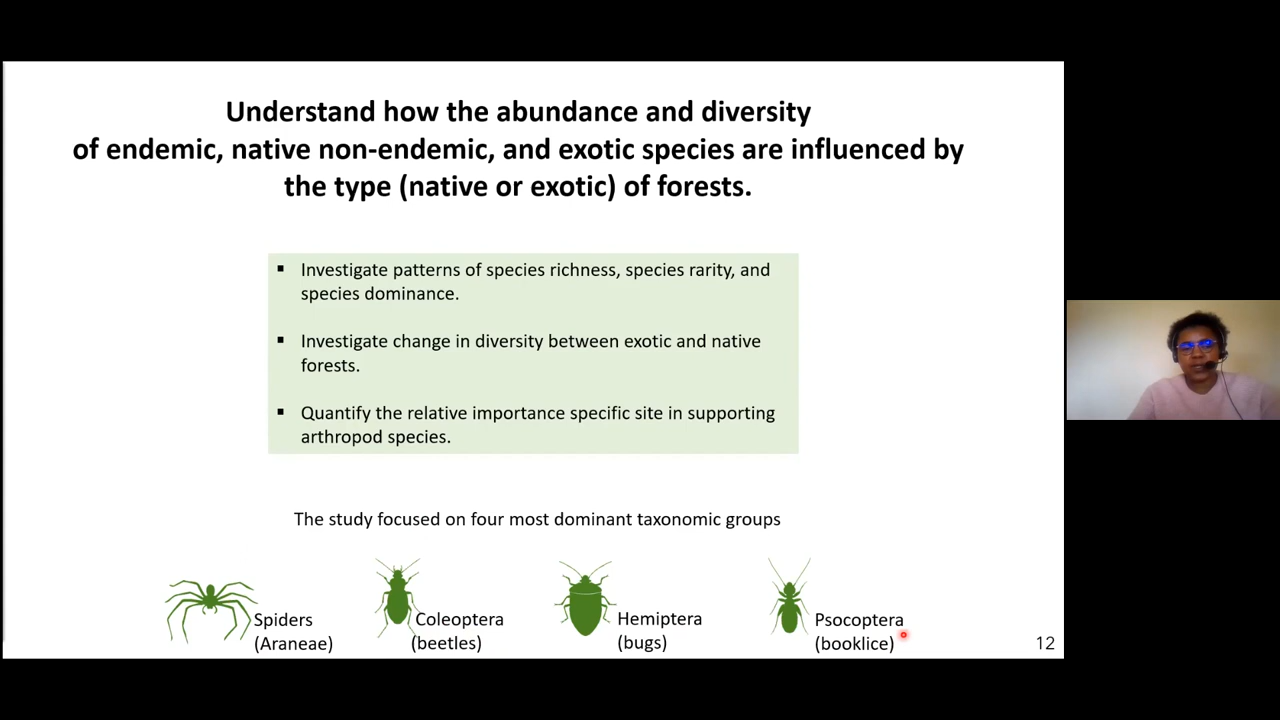 Understand how the abundance and diversity
of endemic, native non-endemic, and exotic species are influenced by
the type (native or exotic) of forests.
▪ Investigate patterns of species richness, species rarity, and
species dominance.
▪ Investigate change in diversity between exotic and native
forests.
▪ Quantify the relative importance specific site in supporting
arthropod species.
The study focused on four most dominant taxonomic groups
Spiders
(Araneae)
Coleoptera
(beetles)
Hemiptera
(bugs)
Psocoptera
(booklice)
12